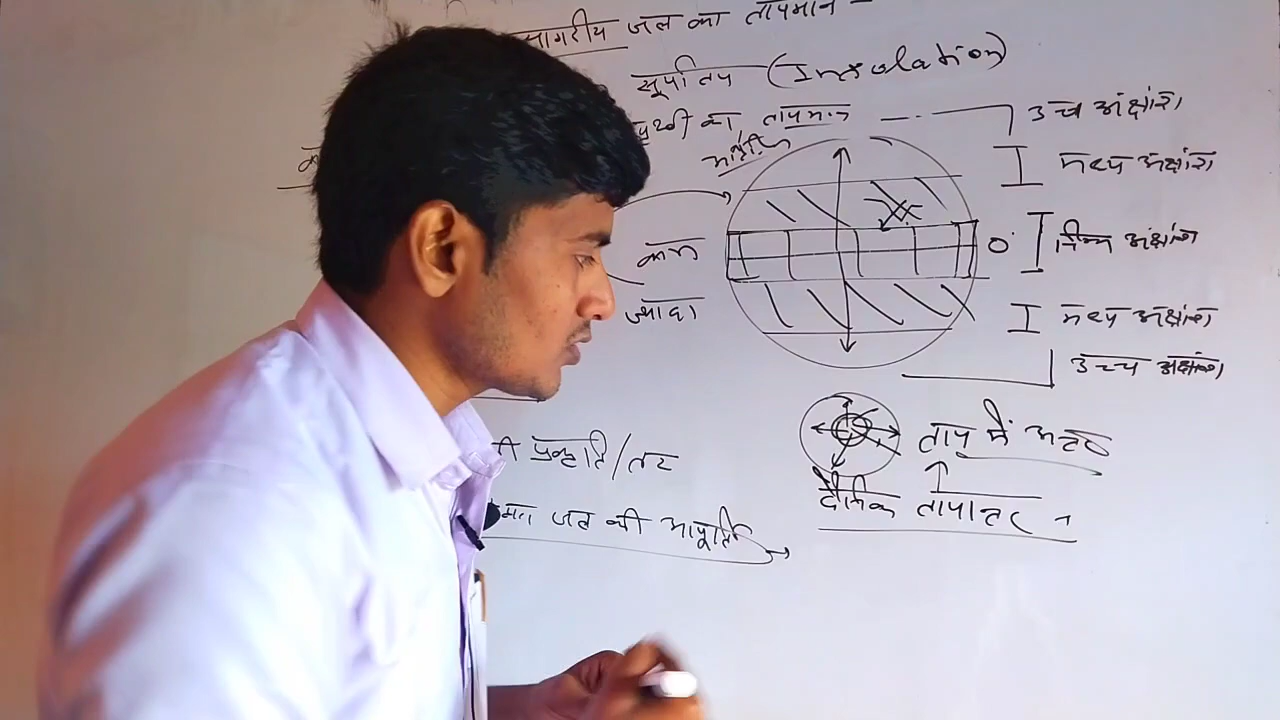 सागरीय जल का तापमान -
सूर्यातप (Insolation)
पृथ्वी का तापमान
उच्च अक्षांश
मध्य अक्षांश
कम
0°
निम्न अक्षांश
ज्यादा
मध्य अक्षांश
उच्च अक्षांश
ताप में अन्तर
प्रकृति/तट
दैनिक तापान्तर -
जल की आपूर्ति